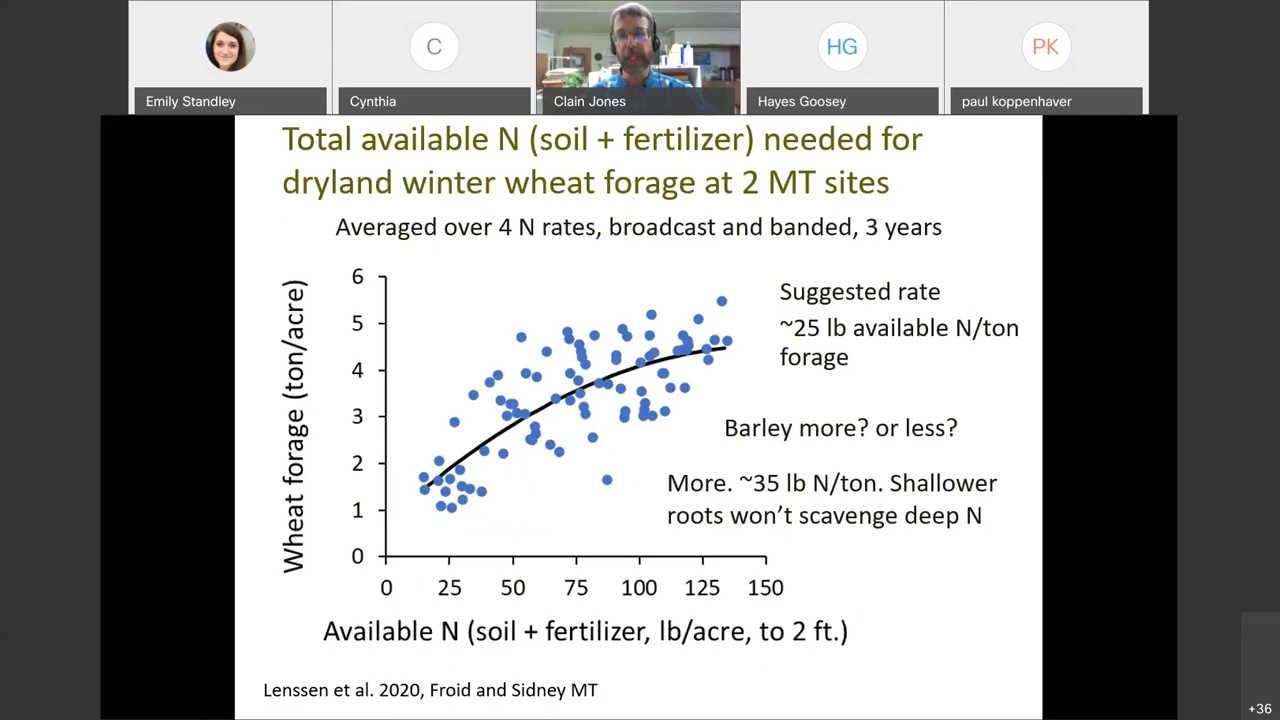 Emily Standley
C
Cynthia
Clain Jones
HG
Hayes Goosey
PK
paul koppenhaver
Total available N (soil + fertilizer) needed for
dryland winter wheat forage at 2 MT sites
Averaged over 4 N rates, broadcast and banded, 3 years
Wheat forage (ton/acre)
6
5
4
3
2
1
0
0 25 50 75 100 125 150
Available N (soil + fertilizer, lb/acre, to 2 ft.)
Suggested rate
~25 lb available N/ton
forage
Barley more? or less?
More. ~35 lb N/ton. Shallower
roots won’t scavenge deep N
Lenssen et al. 2020, Froid and Sidney MT
+36